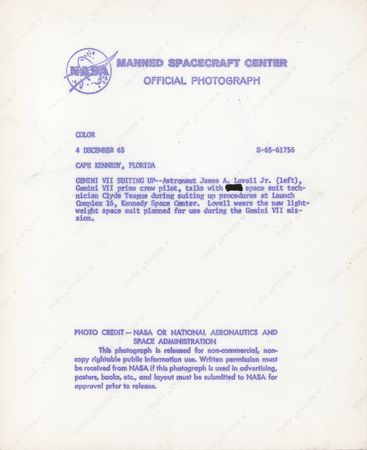 NASA
MANNED SPACECRAFT CENTER
OFFICIAL PHOTOGRAPH
COLOR
4 DECEMBER 65 S-65-61756
CAPE KENNEDY, FLORIDA
GEMINI VII SUITING UP--Astronaut James A. Lovell Jr. (left),
Gemini VII prime crew pilot, talks with space suit tech-
nician Clyde Teague during suiting up procedures at Launch
Complex 16, Kennedy Space Center. Lovell wears the new light-
weight space suit planned for use during the Gemini VII mis-
sion.
PHOTO CREDIT—NASA OR NATIONAL AERONAUTICS AND
SPACE ADMINISTRATION
This photograph is released for non-commercial, non-
copy rightable public information use. Written permission must
be received from NASA if this photograph is used in advertising,
posters, books, etc., and layout must be submitted to NASA for
approval prior to release.